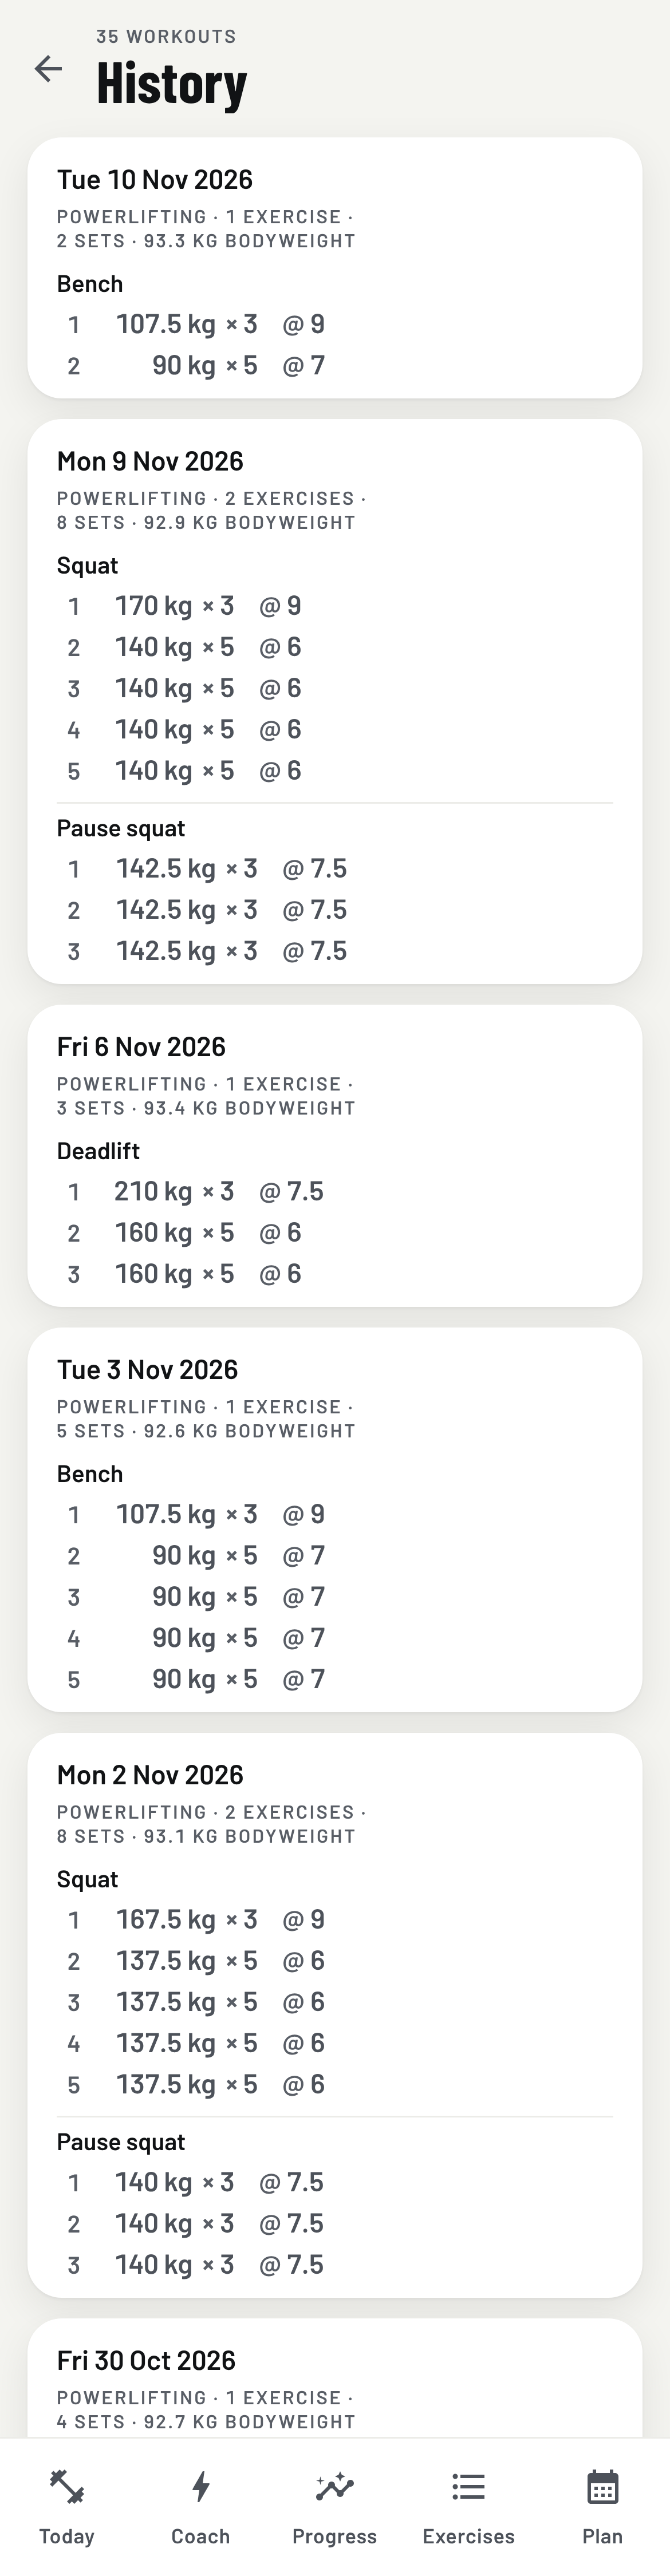 35 WORKOUTS
History
Tue 10 Nov 2026
POWERLIFTING · 1 EXERCISE ·
2 SETS · 93.3 KG BODYWEIGHT
Bench
1 107.5 kg × 3 @ 9
2 90 kg × 5 @ 7
Mon 9 Nov 2026
POWERLIFTING · 2 EXERCISES ·
8 SETS · 92.9 KG BODYWEIGHT
Squat
1 170 kg × 3 @ 9
2 140 kg × 5 @ 6
3 140 kg × 5 @ 6
4 140 kg × 5 @ 6
5 140 kg × 5 @ 6
Pause squat
1 142.5 kg × 3 @ 7.5
2 142.5 kg × 3 @ 7.5
3 142.5 kg × 3 @ 7.5
Fri 6 Nov 2026
POWERLIFTING · 1 EXERCISE ·
3 SETS · 93.4 KG BODYWEIGHT
Deadlift
1 210 kg × 3 @ 7.5
2 160 kg × 5 @ 6
3 160 kg × 5 @ 6
Tue 3 Nov 2026
POWERLIFTING · 1 EXERCISE ·
5 SETS · 92.6 KG BODYWEIGHT
Bench
1 107.5 kg × 3 @ 9
2 90 kg × 5 @ 7
3 90 kg × 5 @ 7
4 90 kg × 5 @ 7
5 90 kg × 5 @ 7
Mon 2 Nov 2026
POWERLIFTING · 2 EXERCISES ·
8 SETS · 93.1 KG BODYWEIGHT
Squat
1 167.5 kg × 3 @ 9
2 137.5 kg × 5 @ 6
3 137.5 kg × 5 @ 6
4 137.5 kg × 5 @ 6
5 137.5 kg × 5 @ 6
Pause squat
1 140 kg × 3 @ 7.5
2 140 kg × 3 @ 7.5
3 140 kg × 3 @ 7.5
Fri 30 Oct 2026
POWERLIFTING · 1 EXERCISE ·
4 SETS · 92.7 KG BODYWEIGHT
Today Coach Progress Exercises Plan